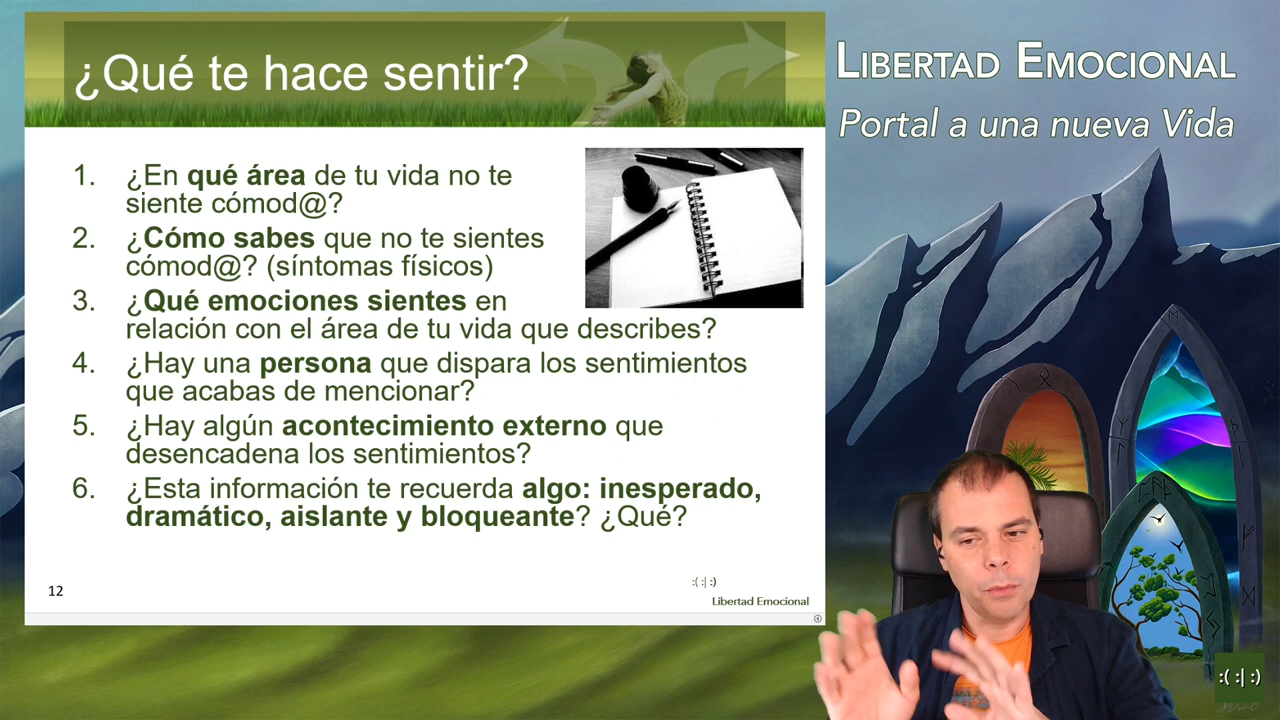 ¿Qué te hace sentir?
LIBERTAD EMOCIONAL
Portal a una nueva Vida
1. ¿En qué área de tu vida no te
siente cómod@?
2. ¿Cómo sabes que no te sientes
cómod@? (síntomas físicos)
3. ¿Qué emociones sientes en
relación con el área de tu vida que describes?
4. ¿Hay una persona que dispara los sentimientos
que acabas de mencionar?
5. ¿Hay algún acontecimiento externo que
desencadena los sentimientos?
6. ¿Esta información te recuerda algo: inesperado,
dramático, aislante y bloqueante? ¿Qué?
12
:( :| :)
Libertad Emocional
:( :| :)